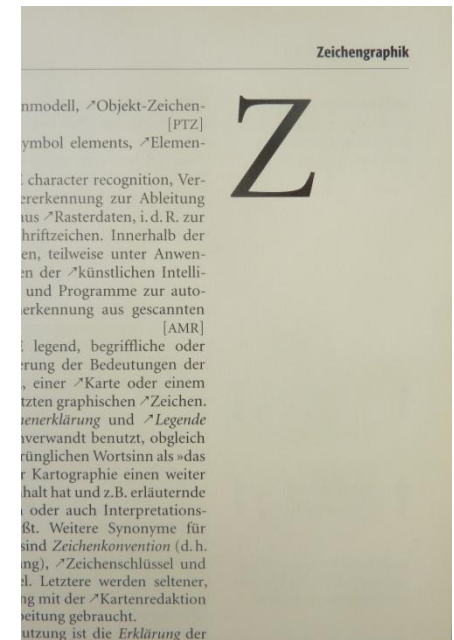 Zeichengraphik
Z
nmodell, ↗Objekt-Zeichen-
[PTZ]
ymbol elements, ↗Elemen-
character recognition, Ver-
ererkennung zur Ableitung
us ↗Rasterdaten, i. d. R. zur
hriftzeichen. Innerhalb der
en, teilweise unter Anwen-
en der ↗künstlichen Intelli-
und Programme zur auto-
erkennung aus gescannten
[AMR]
legend, begriffliche oder
erung der Bedeutungen der
, einer ↗Karte oder einem
tzten graphischen ↗Zeichen.
nenerklärung und ↗Legende
nverwandt benutzt, obgleich
rünglichen Wortsinn als »das
r Kartographie einen weiter
halt hat und z.B. erläuternde
oder auch Interpretations-
ßt. Weitere Synonyme für
sind Zeichenkonvention (d. h.
ng), ↗Zeichenschlüssel und
el. Letztere werden seltener,
ng mit der ↗Kartenredaktion
beitung gebraucht.
utzung ist die Erklärung der